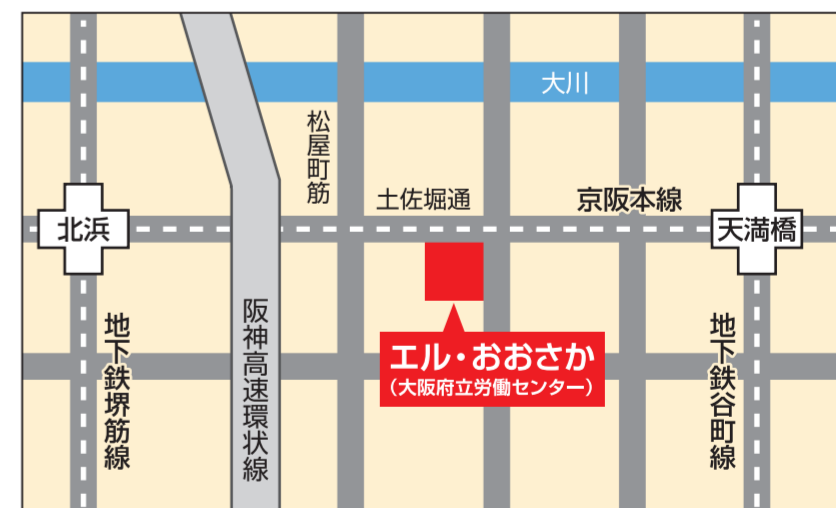 大川
松屋町筋
土佐堀通
京阪本線
北浜
天満橋
地下鉄堺筋線
阪神高速環状線
エル・おおさか
(大阪府立労働センター)
地下鉄谷町線